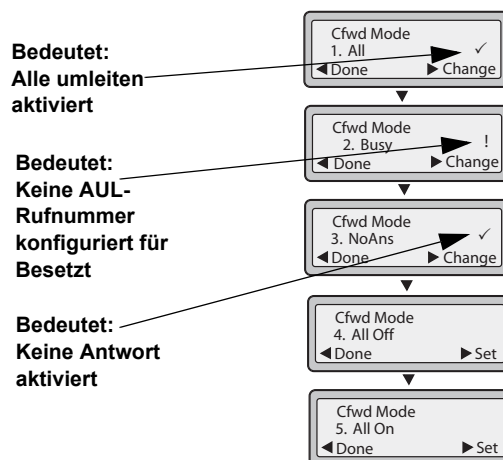 Bedeutet:
Alle umleiten
aktiviert
Bedeutet:
Keine AUL-
Rufnummer
konfiguriert für
Besetzt
Bedeutet:
Keine Antwort
aktiviert
Cfwd Mode
1. All ✓
◀Done ▶Change
▼
Cfwd Mode
2. Busy !
◀Done ▶Change
▼
Cfwd Mode
3. NoAns ✓
◀Done ▶Change
▼
Cfwd Mode
4. All Off
◀Done ▶Set
▼
Cfwd Mode
5. All On
◀Done ▶Set